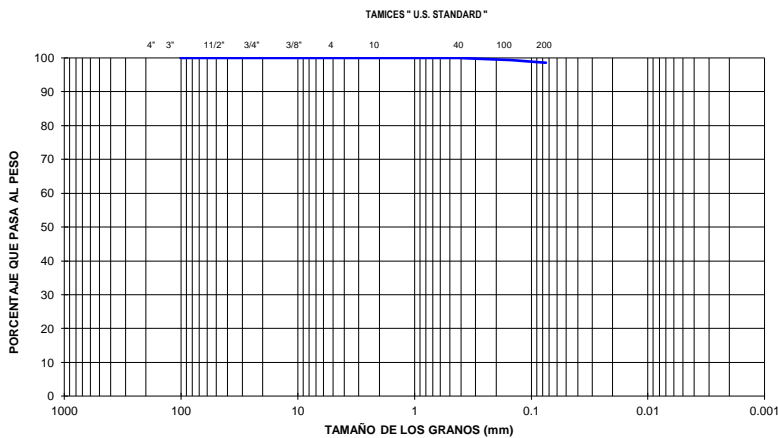 TAMICES " U.S. STANDARD "
4" 3" 11/2" 3/4" 3/8" 4 10 40 100 200
PORCENTAJE QUE PASA AL PESO
100
90
80
70
60
50
40
30
20
10
0
1000 100 10 1 0.1 0.01 0.001
TAMAÑO DE LOS GRANOS (mm)